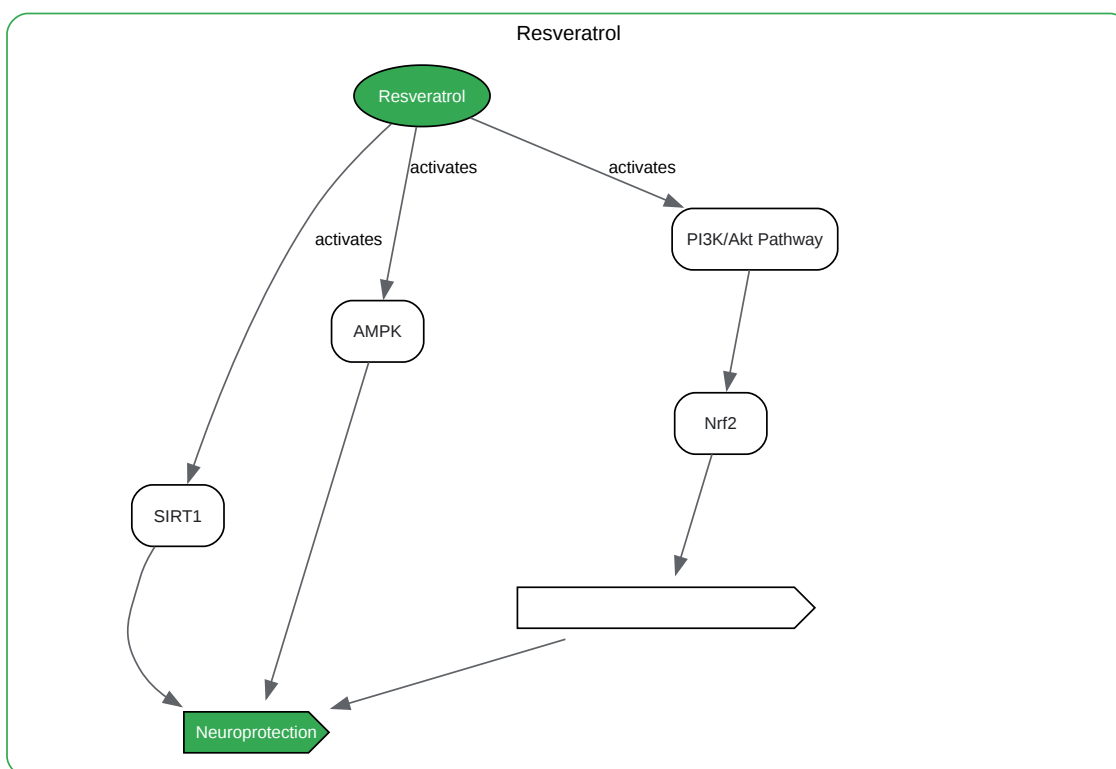 Resveratrol
Resveratrol
activates
activates
activates
PI3K/Akt Pathway
AMPK
Nrf2
SIRT1
Neuroprotection